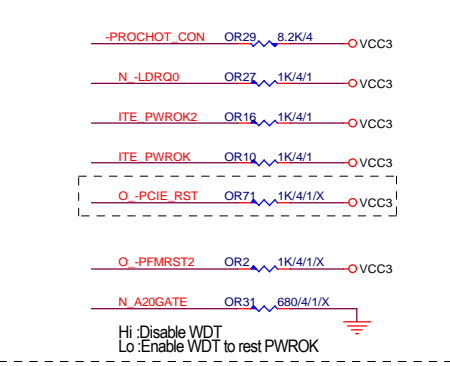 -PROCHOT_CON OR29 8.2K/4 VCC3
N_-LDRQ0 OR27 1K/4/1 VCC3
ITE_PWROK2 OR16 1K/4/1 VCC3
ITE_PWROK OR10 1K/4/1 VCC3
O_-PCIE_RST OR71 1K/4/1/X VCC3
O_-PFMRST2 OR2 1K/4/1/X VCC3
N_A20GATE OR31 680/4/1/X
Hi :Disable WDT
Lo :Enable WDT to rest PWROK